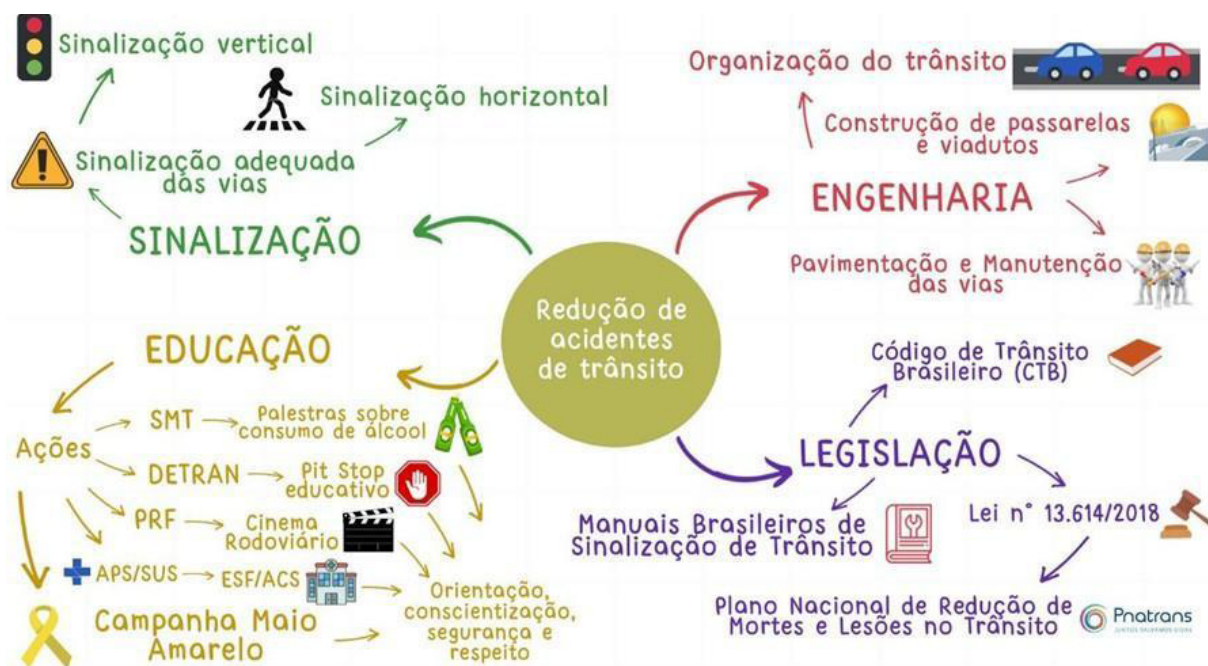 Sinalização vertical
Sinalização horizontal
Sinalização adequada
das vias
SINALIZAÇÃO
Organização do trânsito
Construção de passarelas
e viadutos
ENGENHARIA
Pavimentação e Manutenção
das vias
Redução de
acidentes
de trânsito
EDUCAÇÃO
Ações
SMT
Palestras sobre
consumo de álcool
DETRAN
Pit Stop
educativo
PRF
Cinema
Rodoviário
APS/SUS
ESF/ACS
Campanha Maio
Amarelo
Orientação,
conscientização,
segurança e
respeito
Código de Trânsito
Brasileiro (CTB)
LEGISLAÇÃO
Manuais Brasileiros de
Sinalização de Trânsito
Lei n° 13.614/2018
Plano Nacional de Redução de
Mortes e Lesões no Trânsito
Pnatrans